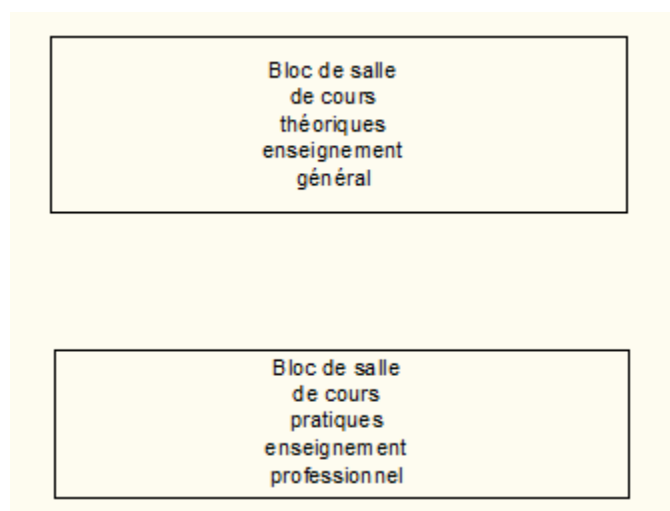 Bloc de salle
de cours
théoriques
enseignement
général
Bloc de salle
de cours
pratiques
enseignement
professionnel